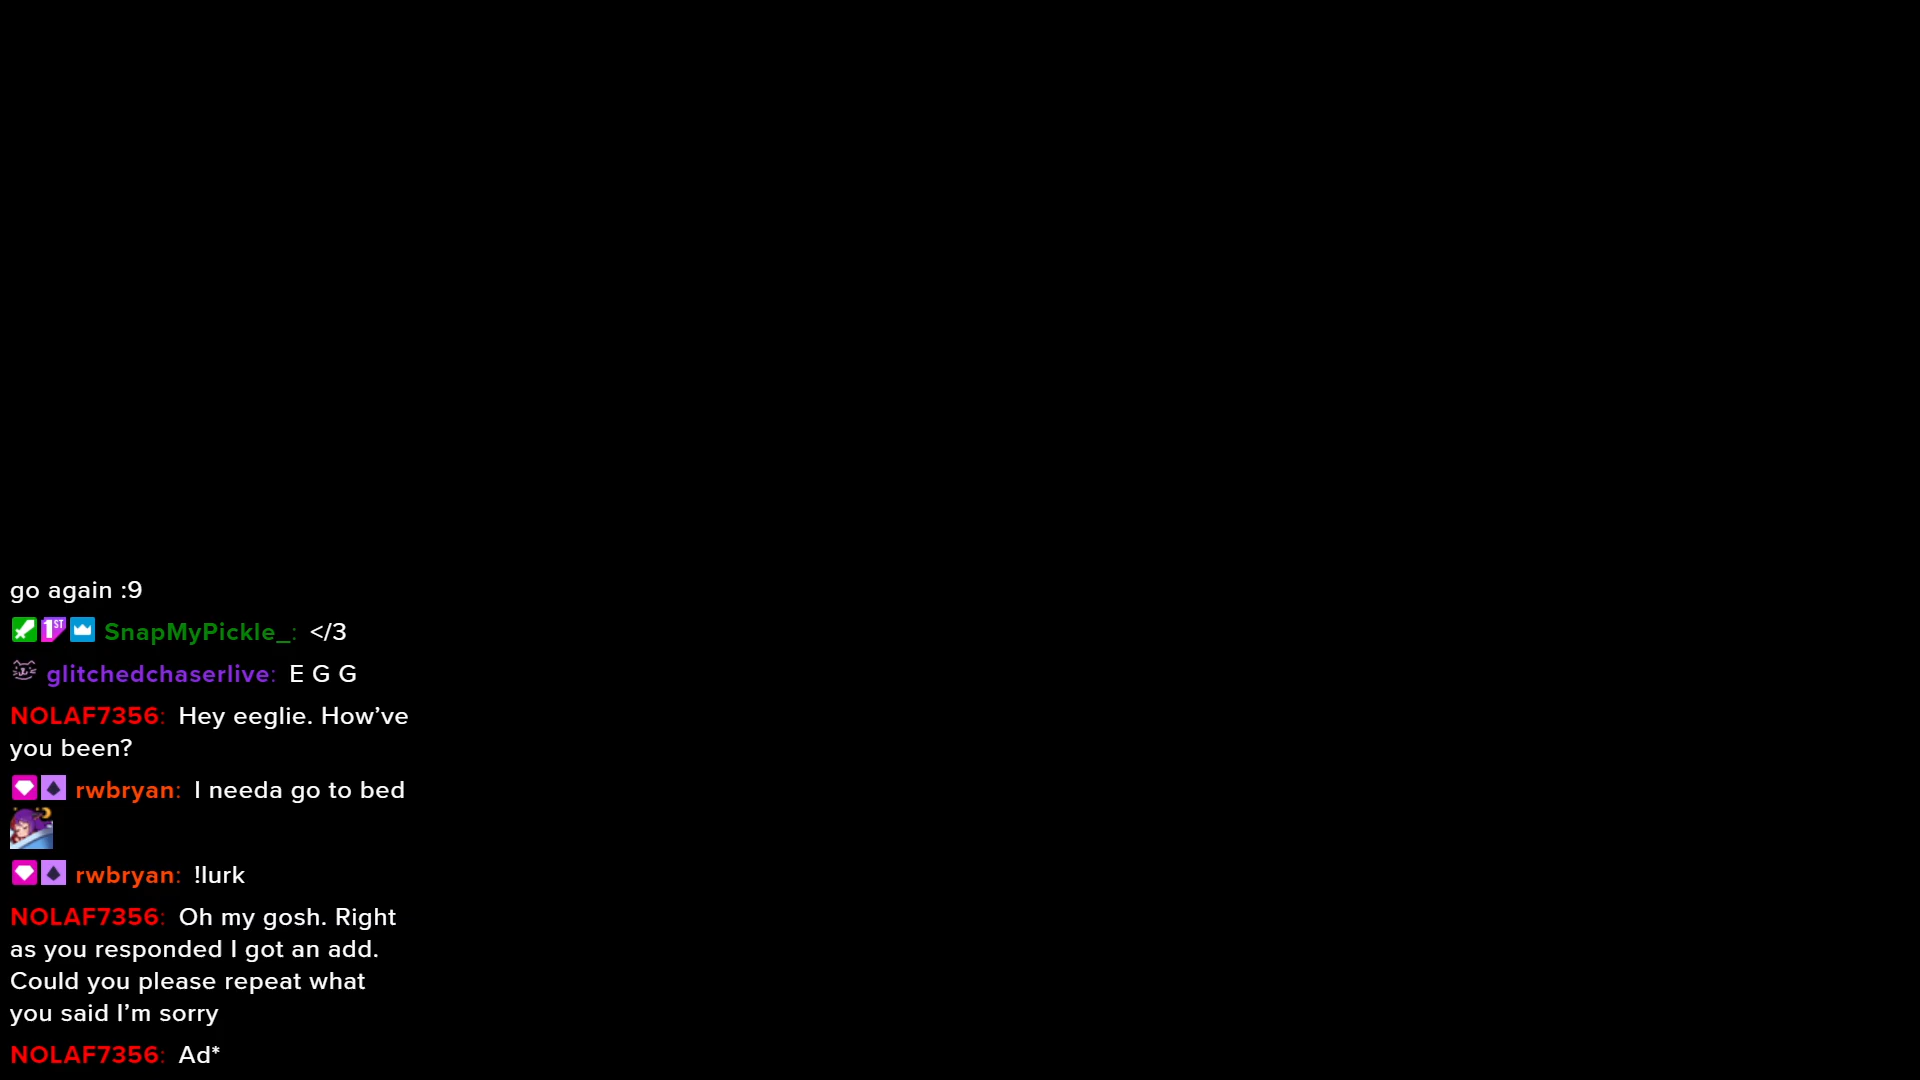 go again :9
1ST SnapMyPickle_: </3
glitchedchaserlive: E G G
NOLAF7356: Hey eeglie. How’ve
you been?
rwbryan: I needa go to bed
rwbryan: !lurk
NOLAF7356: Oh my gosh. Right
as you responded I got an add.
Could you please repeat what
you said I’m sorry
NOLAF7356: Ad*